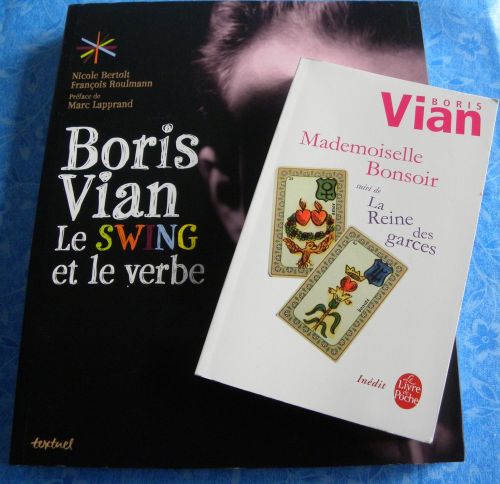 Nicole Bertolt
François Roulmann
Préface de
Marc Lapprand
Boris
Vian
Le SWING
et le verbe
textuel
BORIS
Vian
Mademoiselle
Bonsoir
suivi de
La
Reine
des
garces
Inédit
Le
Livre
de
Poche